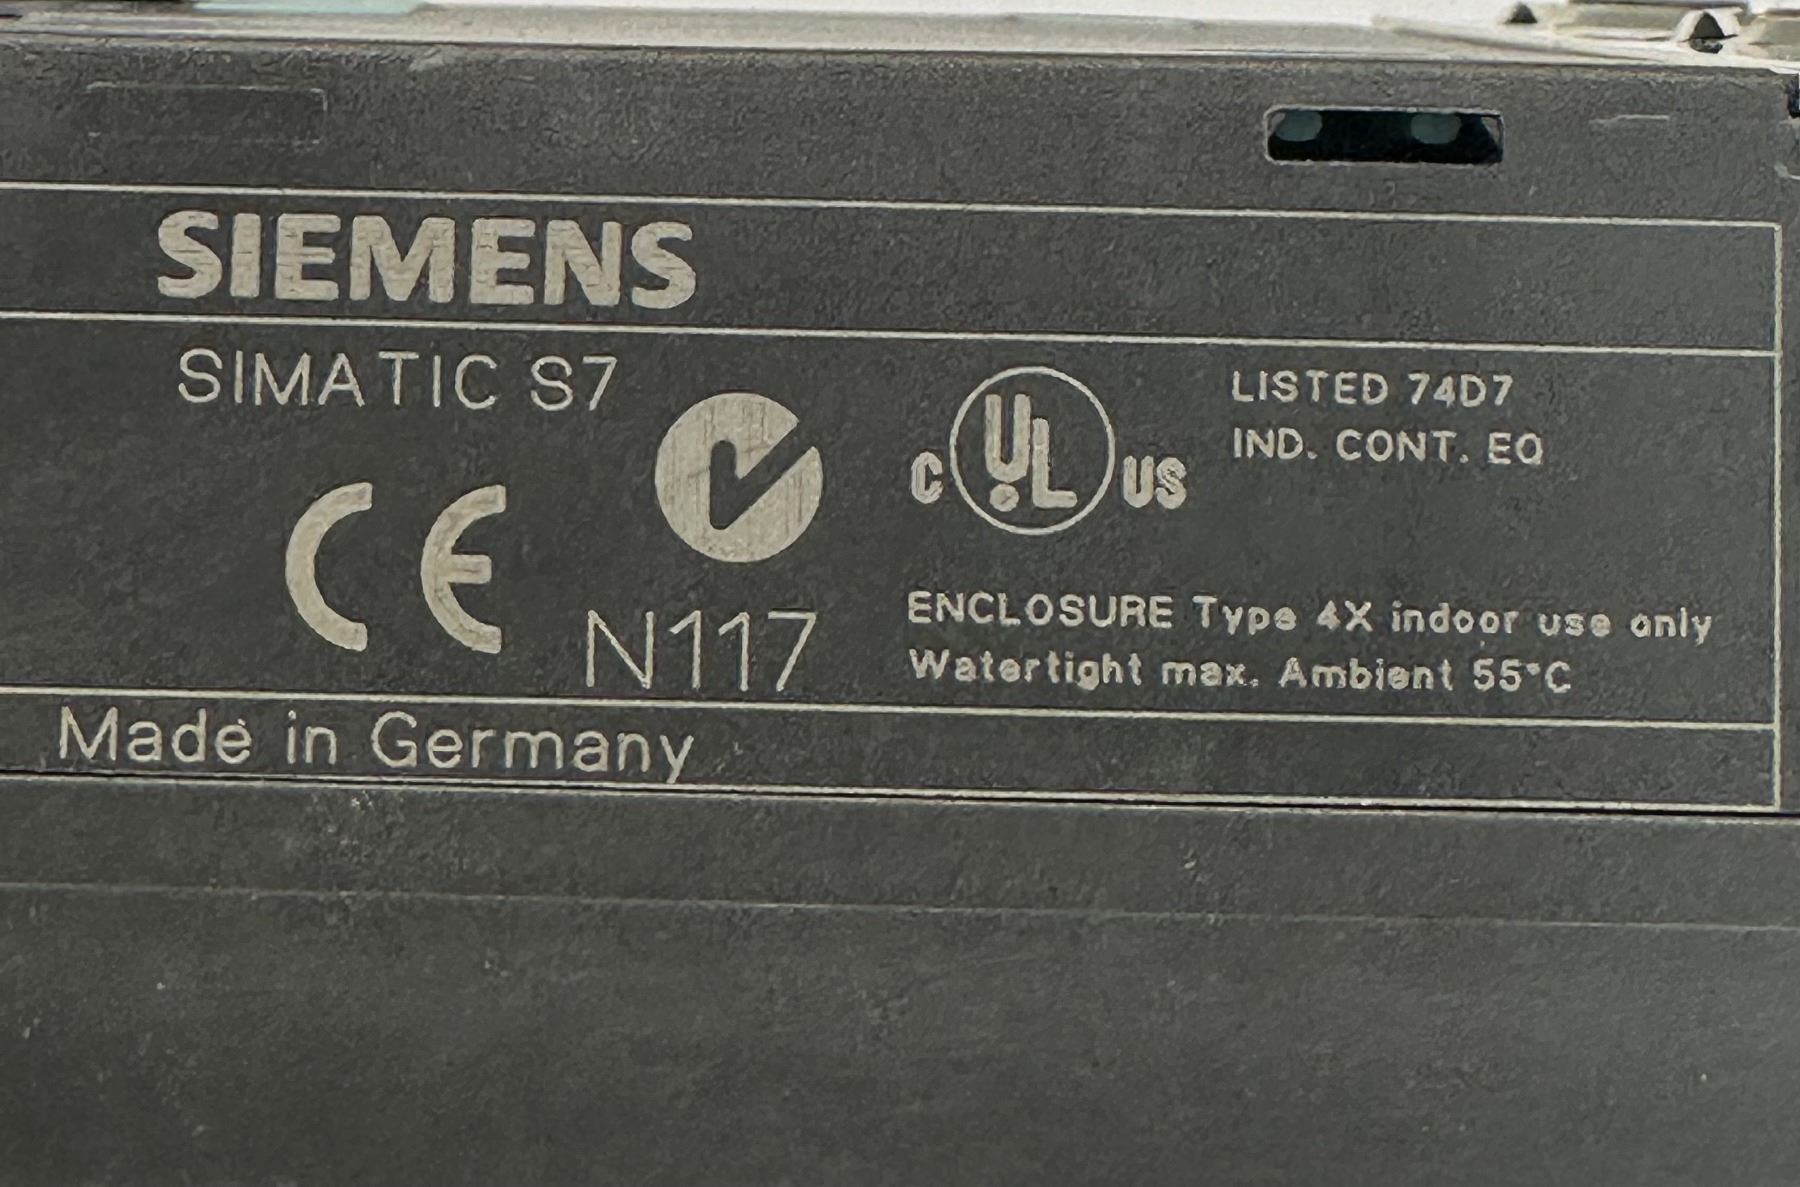 SIEMENS
SIMATIC S7
CE
N117
C UL US
LISTED 74D7
IND. CONT. EQ
ENCLOSURE Type 4X indoor use only
Watertight max. Ambient 55°C
Made in Germany